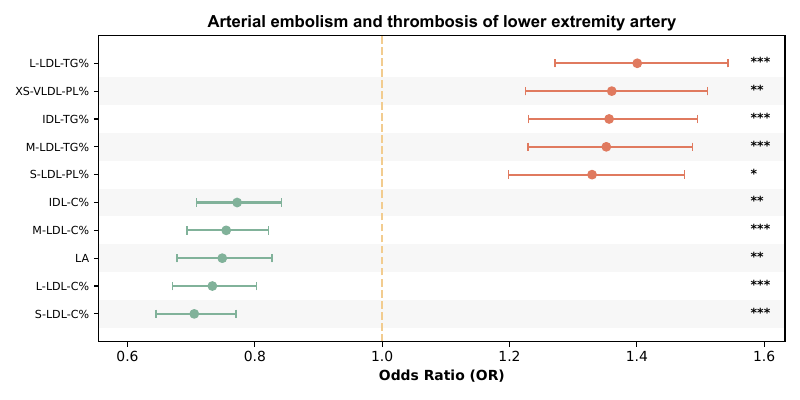 Arterial embolism and thrombosis of lower extremity artery
L-LDL-TG% ***
XS-VLDL-PL% **
IDL-TG% ***
M-LDL-TG% ***
S-LDL-PL% *
IDL-C% **
M-LDL-C% ***
LA **
L-LDL-C% ***
S-LDL-C% ***
0.6 0.8 1.0 1.2 1.4 1.6
Odds Ratio (OR)